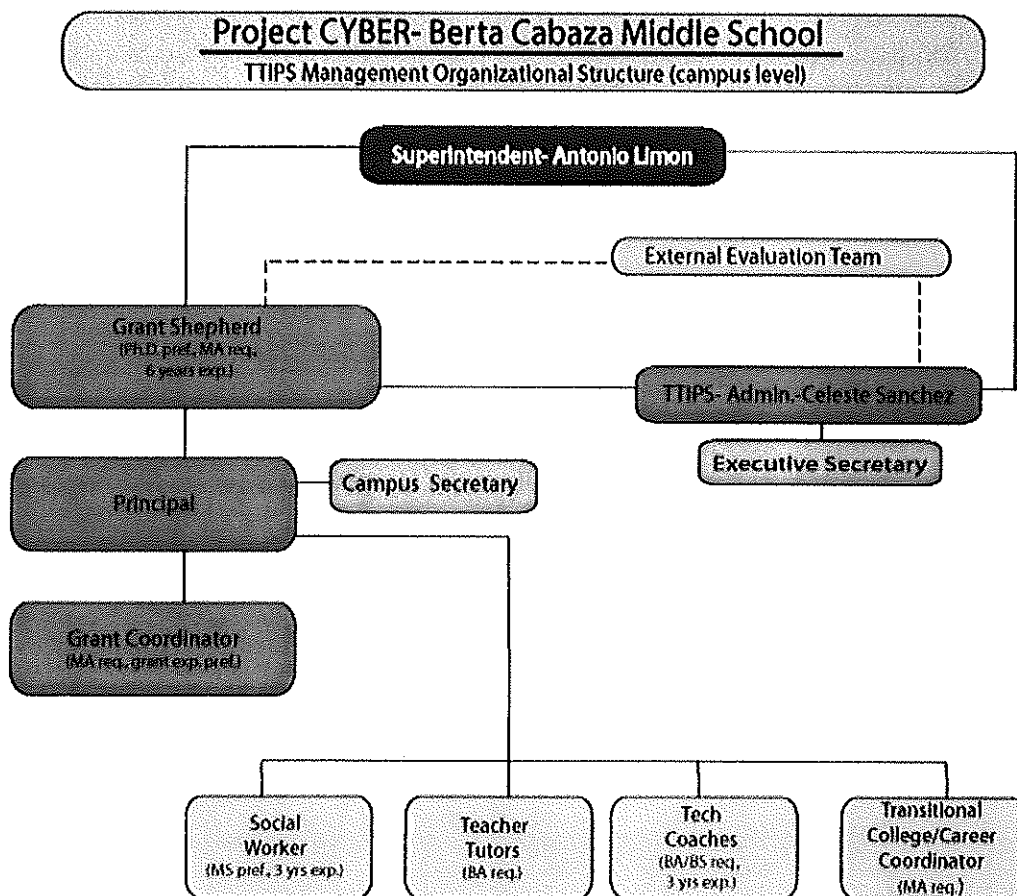 Project CYBER- Berta Cabaza Middle School
TTIPS Management Organizational Structure (campus level)
Superintendent- Antonio Limon
External Evaluation Team
Grant Shepherd
(Ph.D. pref., MA req.,
6 years exp.)
TTIPS- Admin.-Celeste Sanchez
Executive Secretary
Principal
Campus Secretary
Grant Coordinator
(MA req., grant exp. pref.)
Social
Worker
(MS pref., 3 yrs exp.)
Teacher
Tutors
(BA req.)
Tech
Coaches
(BA/BS req.,
3 yrs exp.)
Transitional
College/Career
Coordinator
(MA req.)